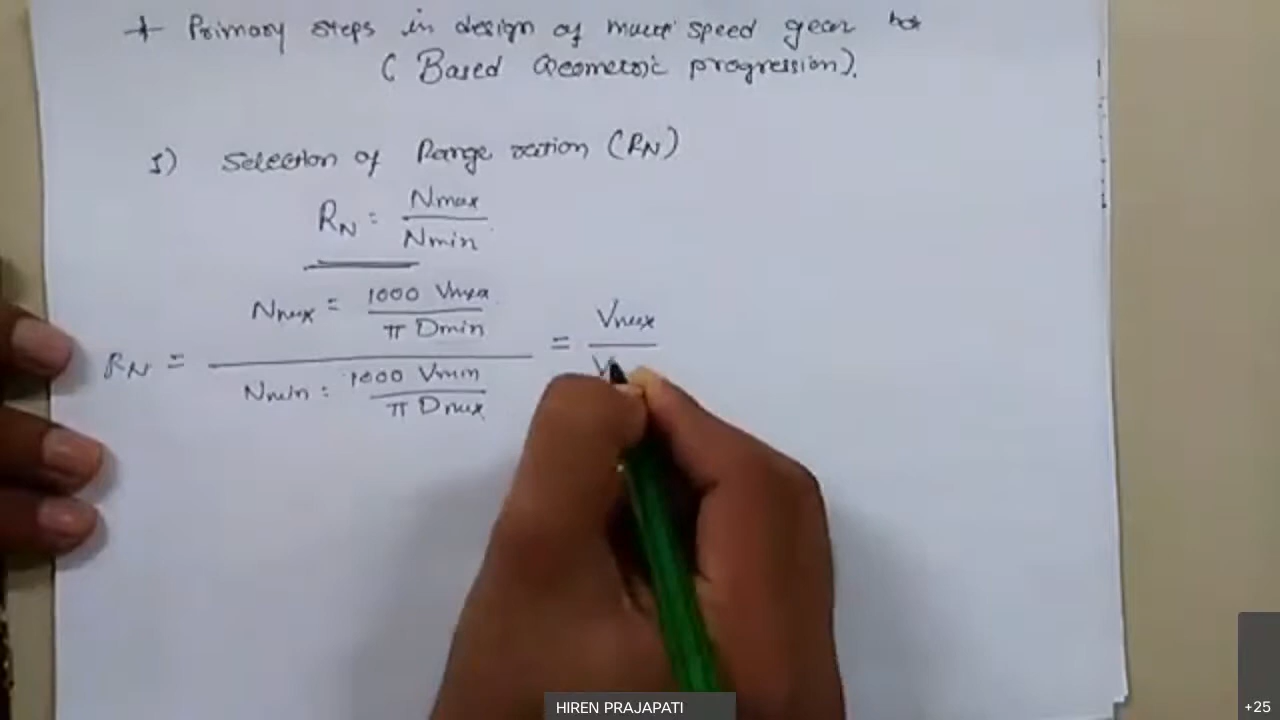 * Primary steps in design of multi speed gear box
( Based Geometric progression).
1) Selection of Range ration (RN)
RN = Nmax / Nmin
Nmax = 1000 Vmax / π Dmin
RN = = Vmax / V
Nmin = 1000 Vmin / π Dmax
HIREN PRAJAPATI
+25